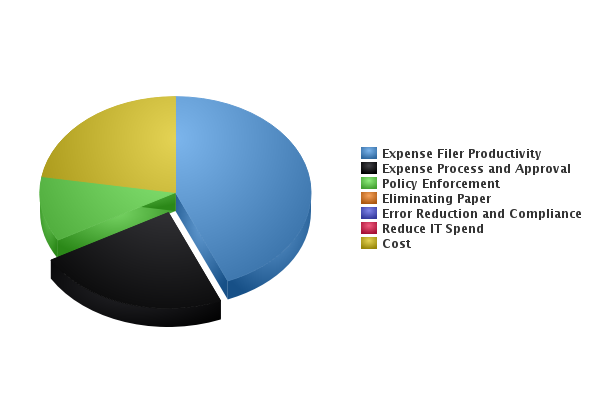 Expense Filer Productivity
Expense Process and Approval
Policy Enforcement
Eliminating Paper
Error Reduction and Compliance
Reduce IT Spend
Cost